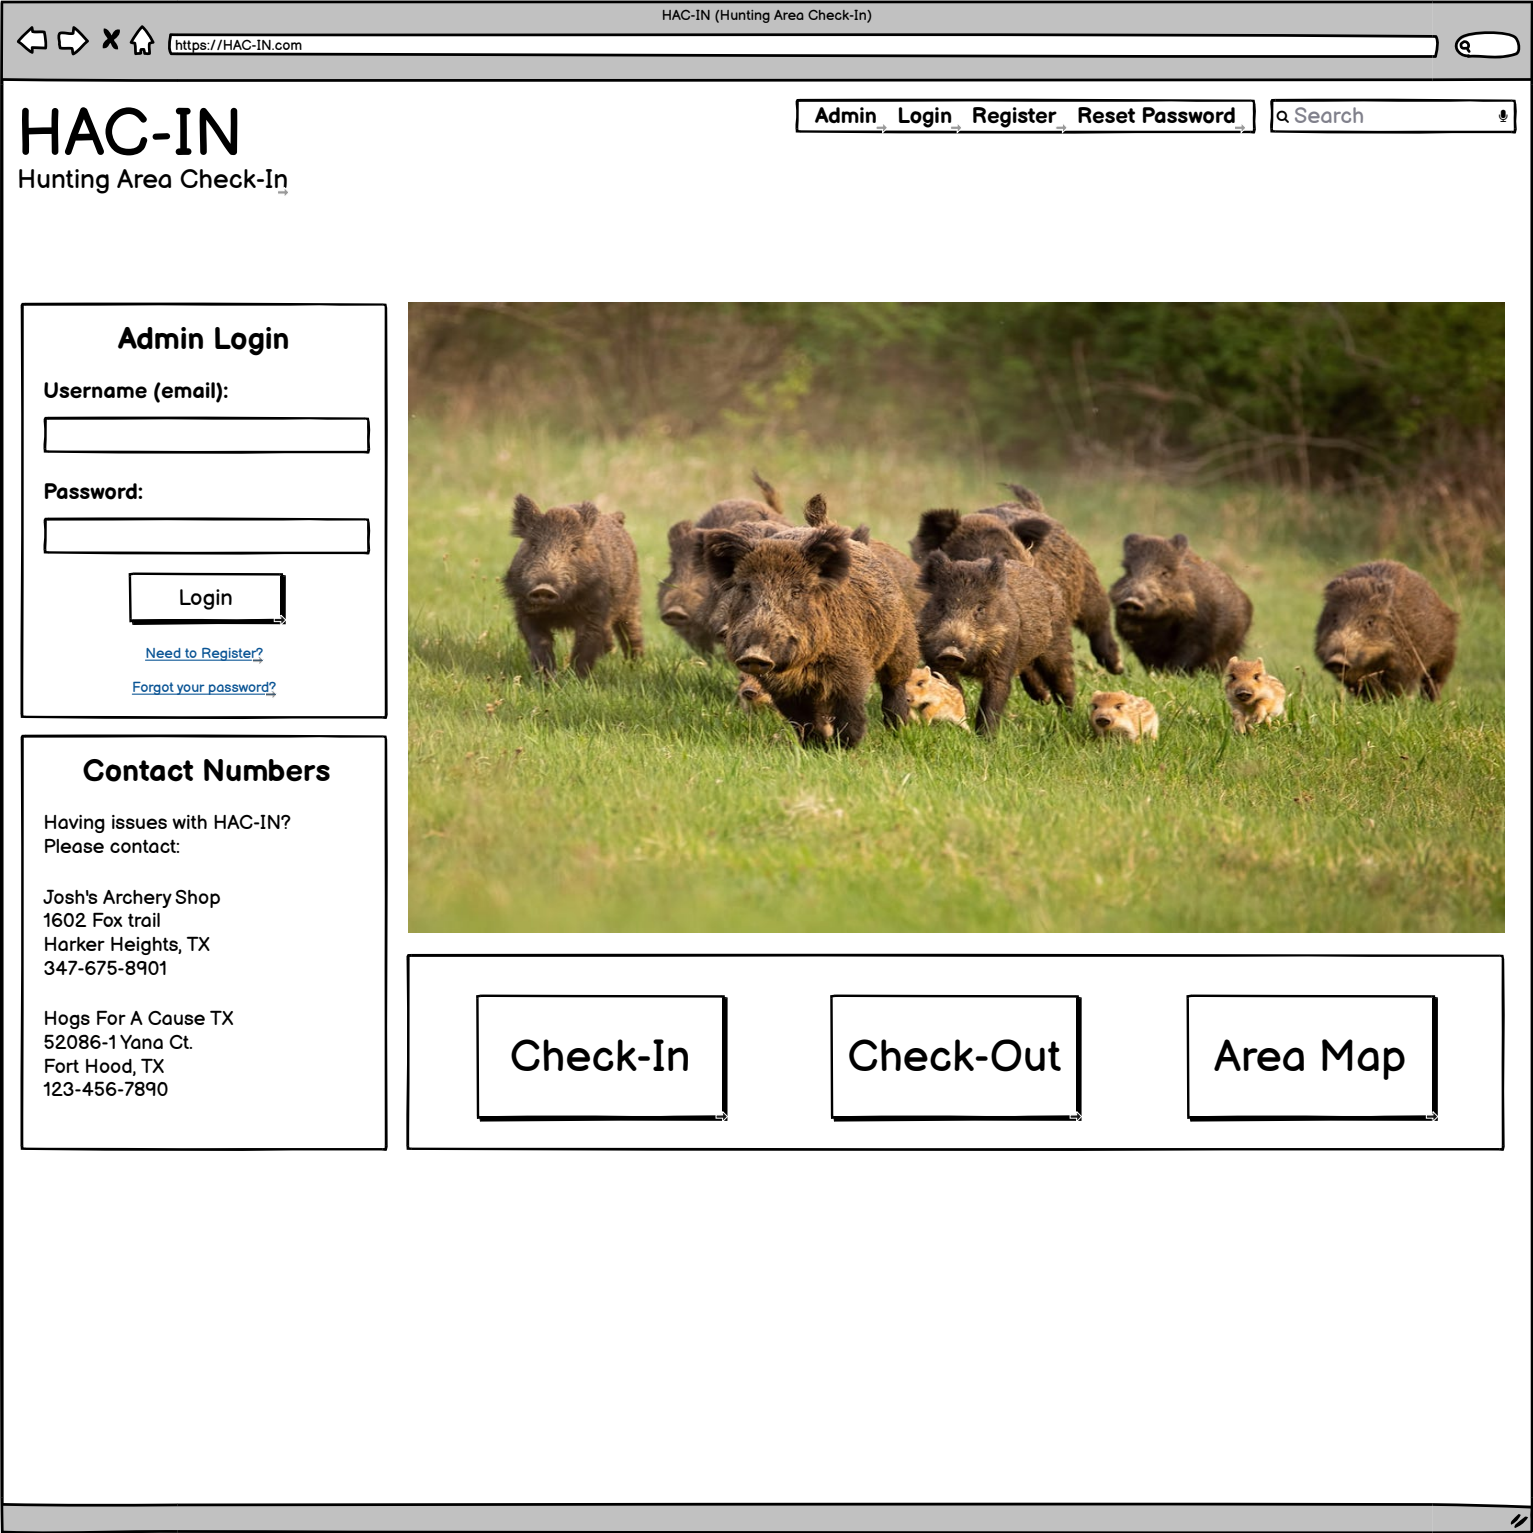 HAC-IN (Hunting Area Check-In)
https://HAC-IN.com
HAC-IN
Hunting Area Check-In
Admin Login Register Reset Password
Search
Admin Login
Username (email):
Password:
Login
Need to Register?
Forgot your password?
Contact Numbers
Having issues with HAC-IN?
Please contact:
Josh's Archery Shop
1602 Fox trail
Harker Heights, TX
347-675-8901
Hogs For A Cause TX
52086-1 Yana Ct.
Fort Hood, TX
123-456-7890
Check-In
Check-Out
Area Map